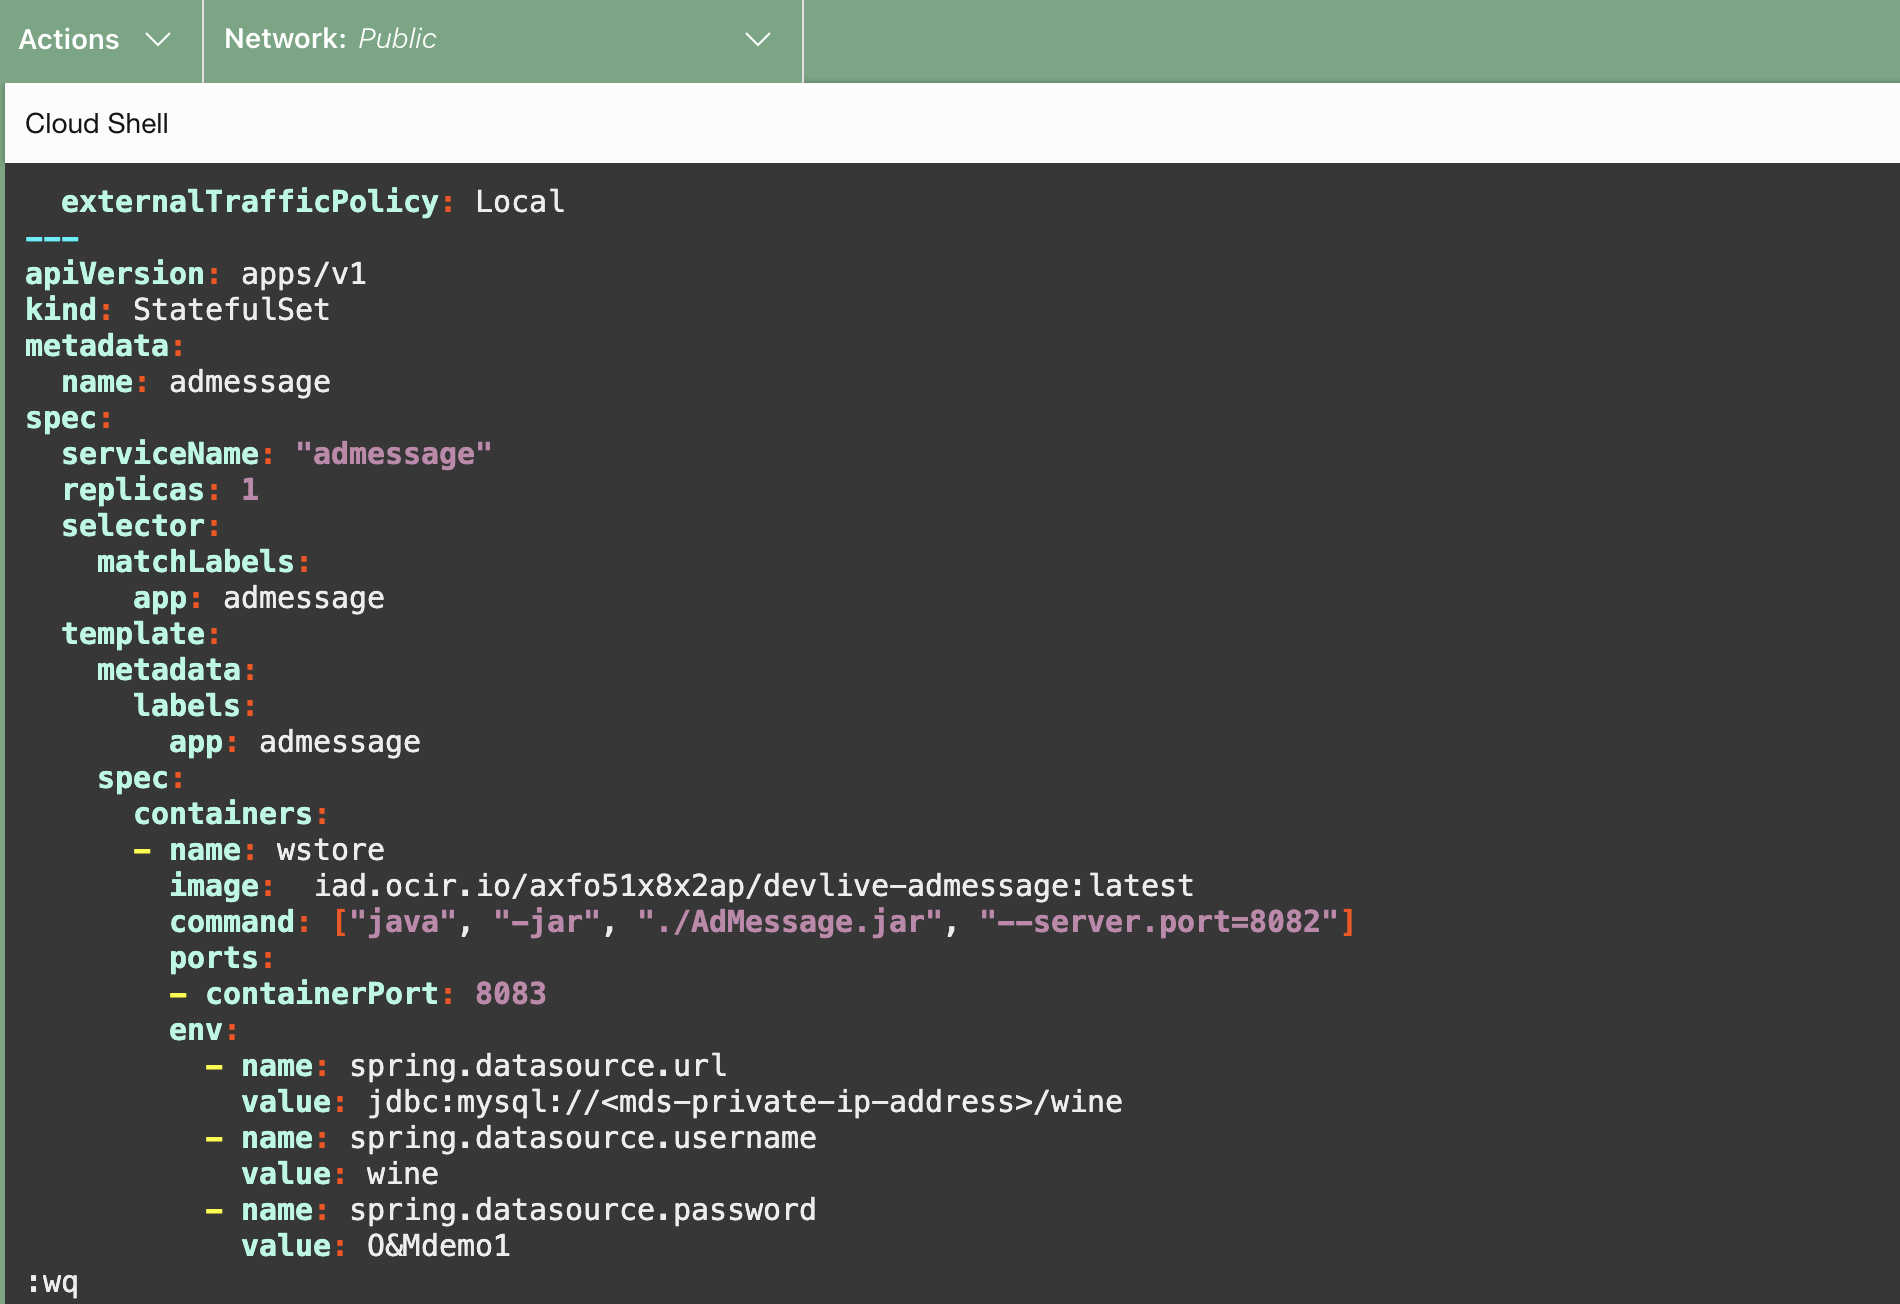 Actions Network: Public
Cloud Shell
  externalTrafficPolicy: Local
---
apiVersion: apps/v1
kind: StatefulSet
metadata:
  name: admessage
spec:
  serviceName: "admessage"
  replicas: 1
  selector:
    matchLabels:
      app: admessage
  template:
    metadata:
      labels:
        app: admessage
    spec:
      containers:
      - name: wstore
        image:  iad.ocir.io/axfo51x8x2ap/devlive-admessage:latest
        command: ["java", "-jar", "./AdMessage.jar", "--server.port=8082"]
        ports:
        - containerPort: 8083
        env:
          - name: spring.datasource.url
            value: jdbc:mysql://<mds-private-ip-address>/wine
          - name: spring.datasource.username
            value: wine
          - name: spring.datasource.password
            value: O&Mdemo1
:wq